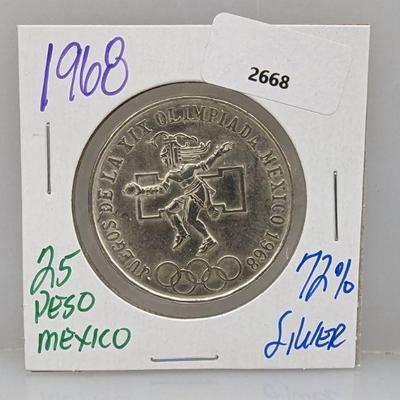 1968
2668
JUEGOS DE LA XIX OLIMPIADA MEXICO 1968
25
PESO
MEXICO
72%
SILVER